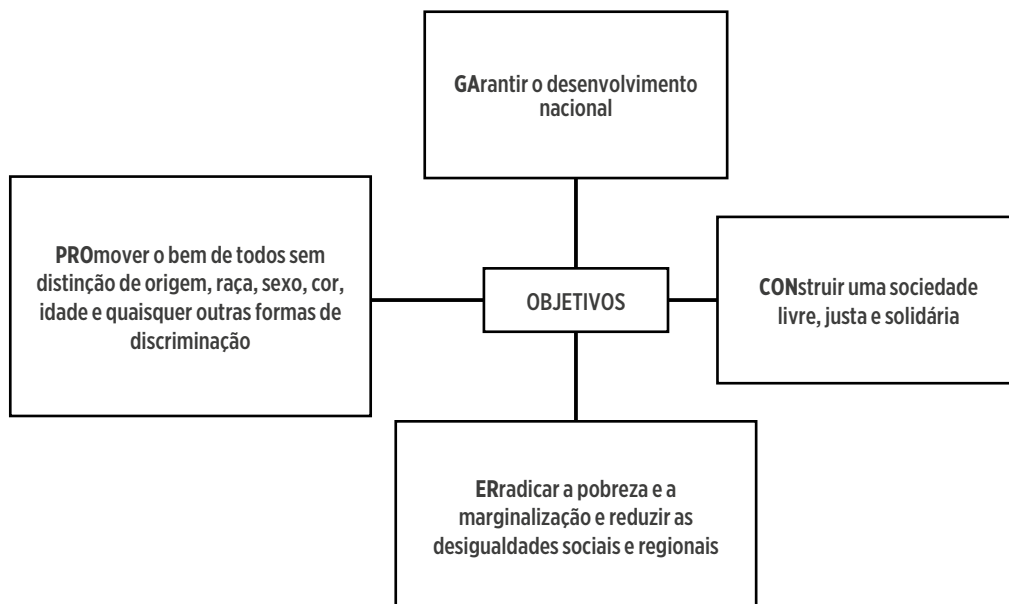 GArantir o desenvolvimento
nacional
PROmover o bem de todos sem
distinção de origem, raça, sexo, cor,
idade e quaisquer outras formas de
discriminação
OBJETIVOS
CONstruir uma sociedade
livre, justa e solidária
ERradicar a pobreza e a
marginalização e reduzir as
desigualdades sociais e regionais